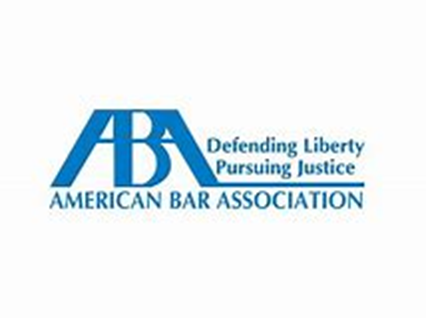 ABA
Defending Liberty
Pursuing Justice
AMERICAN BAR ASSOCIATION